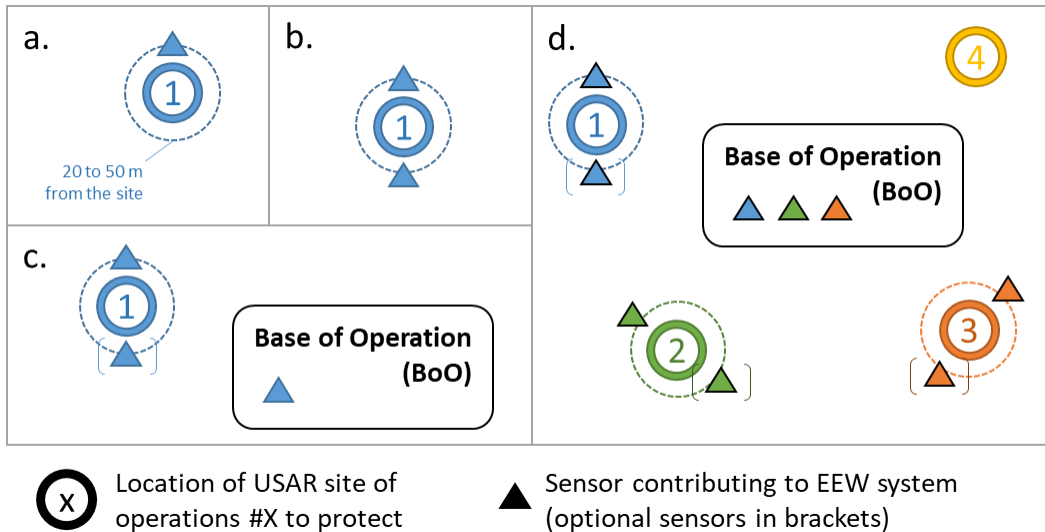 a.
1
20 to 50 m
from the site
b.
1
c.
1
Base of Operation
(BoO)
d.
1
4
Base of Operation
(BoO)
2
3
x
Location of USAR site of
operations #X to protect
Sensor contributing to EEW system
(optional sensors in brackets)